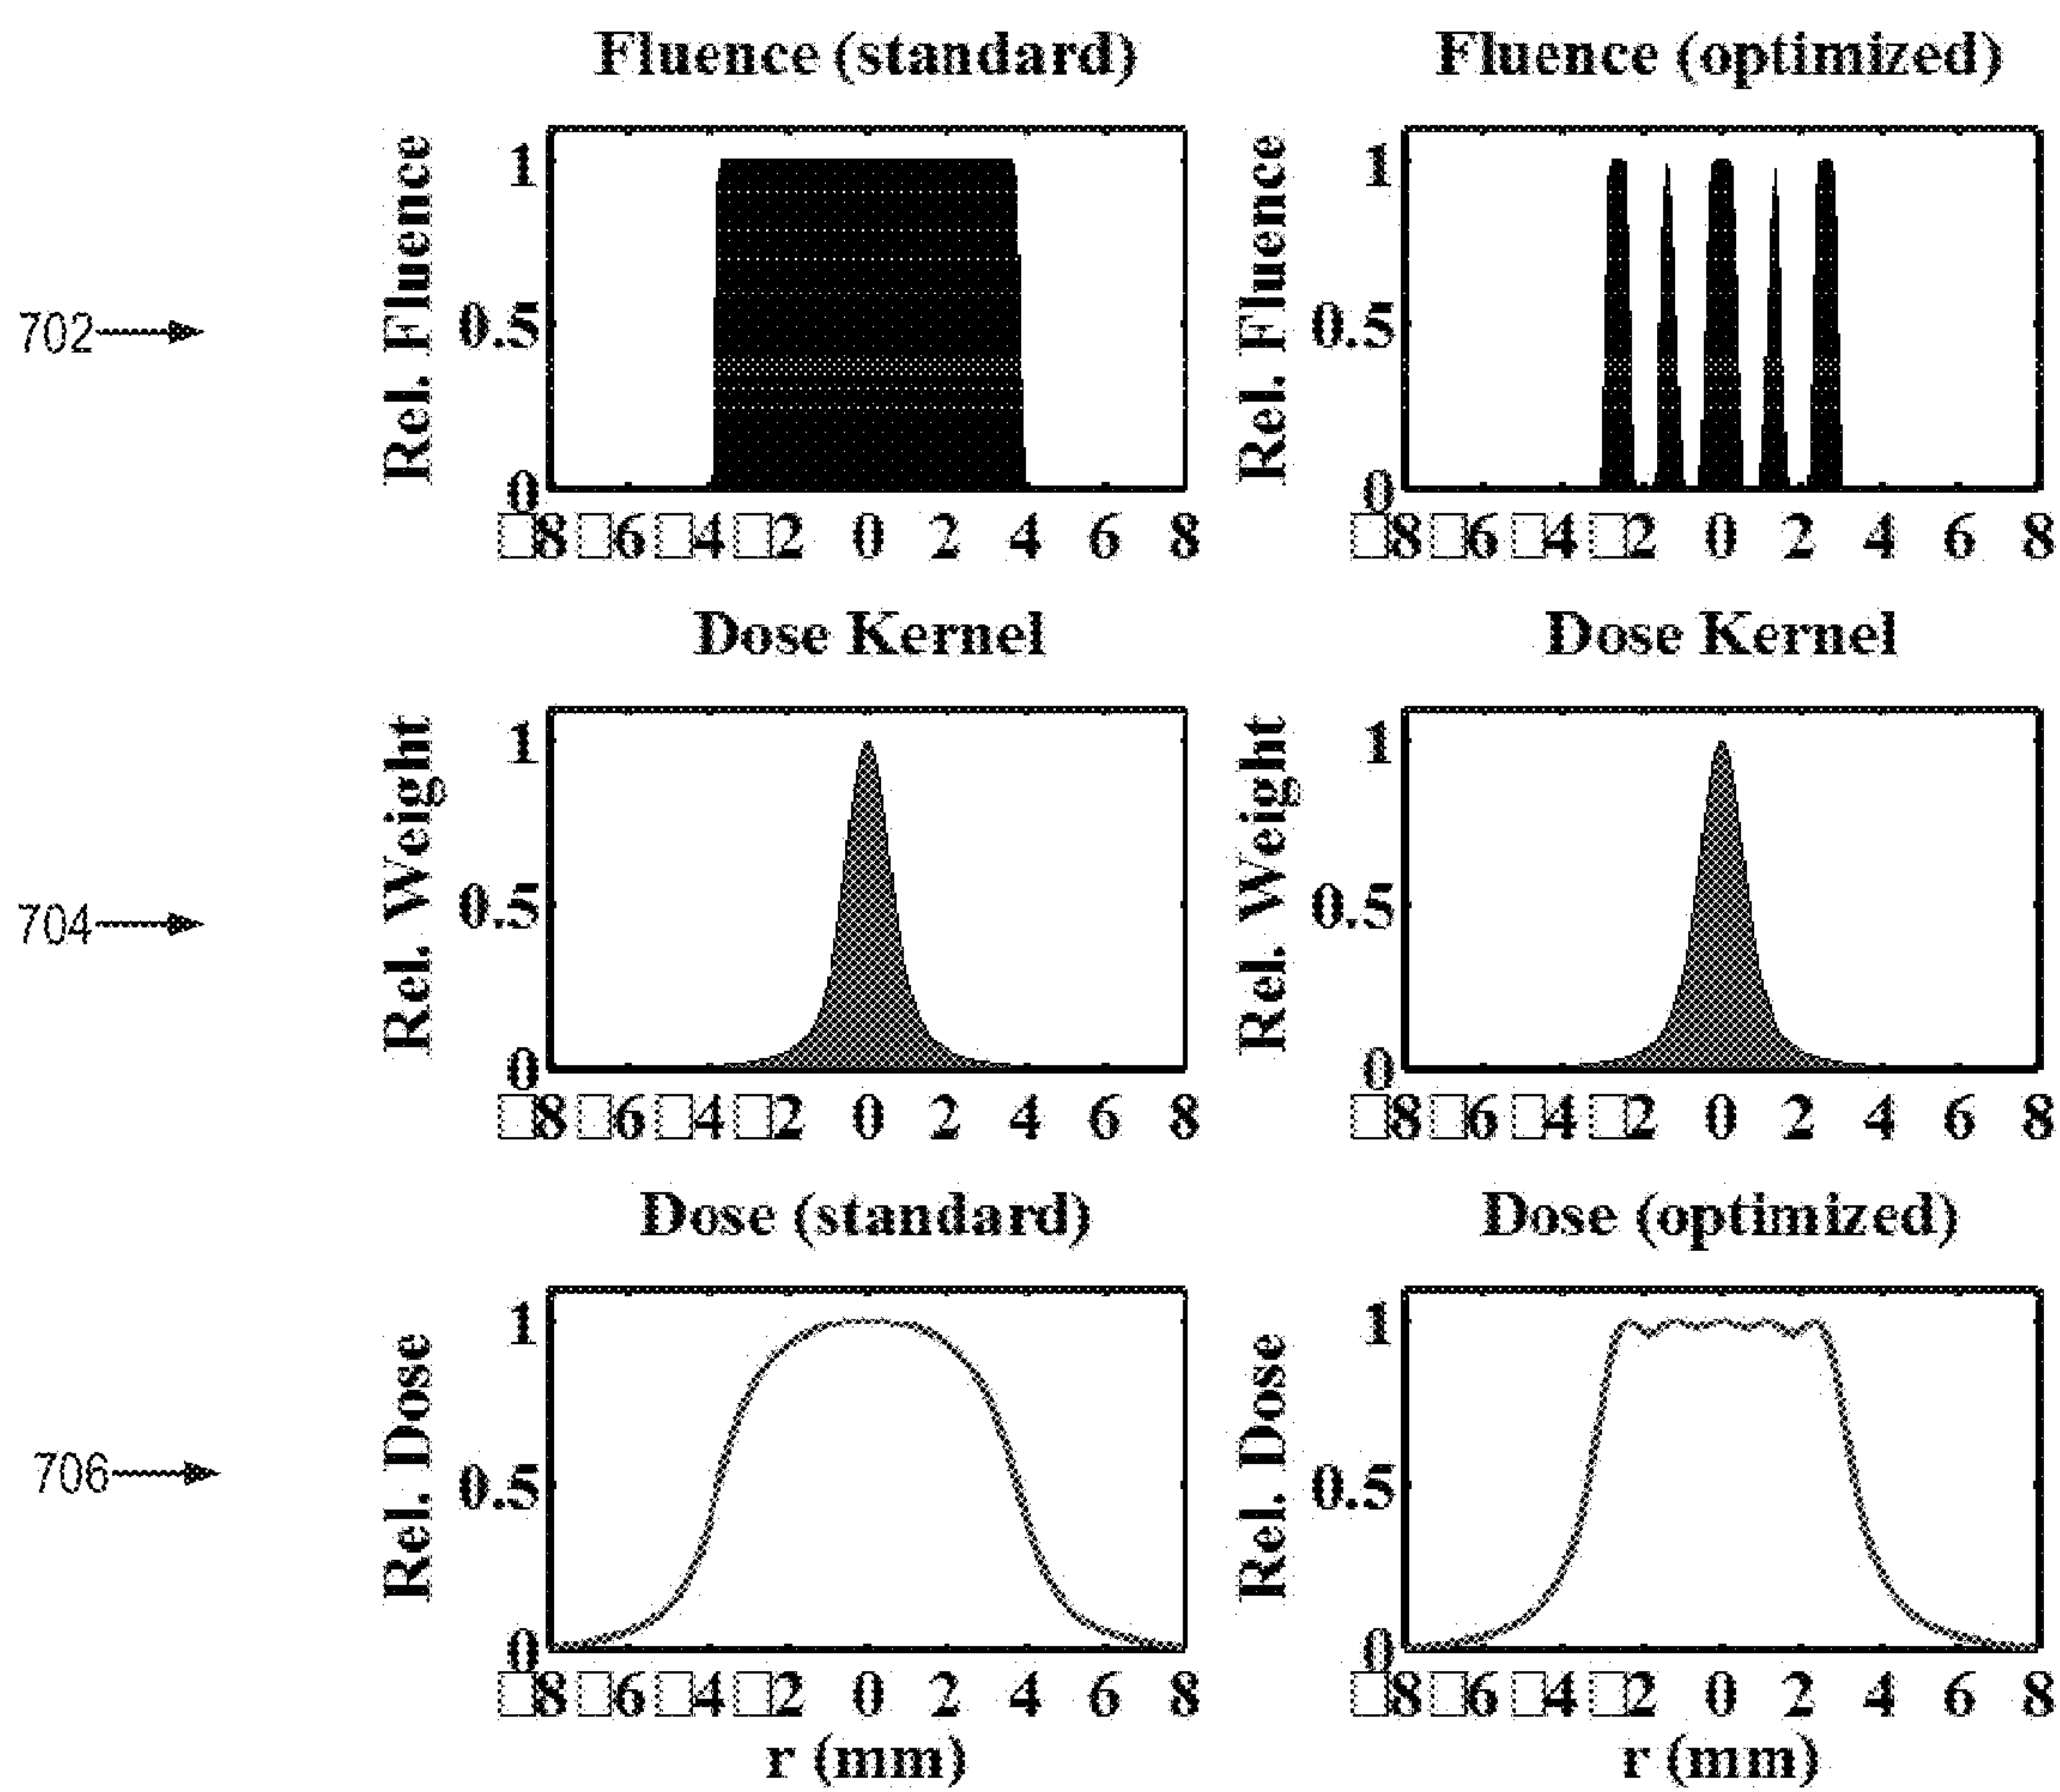 Fluence (standard)
Fluence (optimized)
702
Rel. Fluence
1
0.5
0
□8 □6 □4 □2 0 2 4 6 8
Rel. Fluence
1
0.5
0
□8 □6 □4 □2 0 2 4 6 8
Dose Kernel
Dose Kernel
704
Rel. Weight
1
0.5
0
□8 □6 □4 □2 0 2 4 6 8
Rel. Weight
1
0.5
0
□8 □6 □4 □2 0 2 4 6 8
Dose (standard)
Dose (optimized)
706
Rel. Dose
1
0.5
0
□8 □6 □4 □2 0 2 4 6 8
r (mm)
Rel. Dose
1
0.5
0
□8 □6 □4 □2 0 2 4 6 8
r (mm)